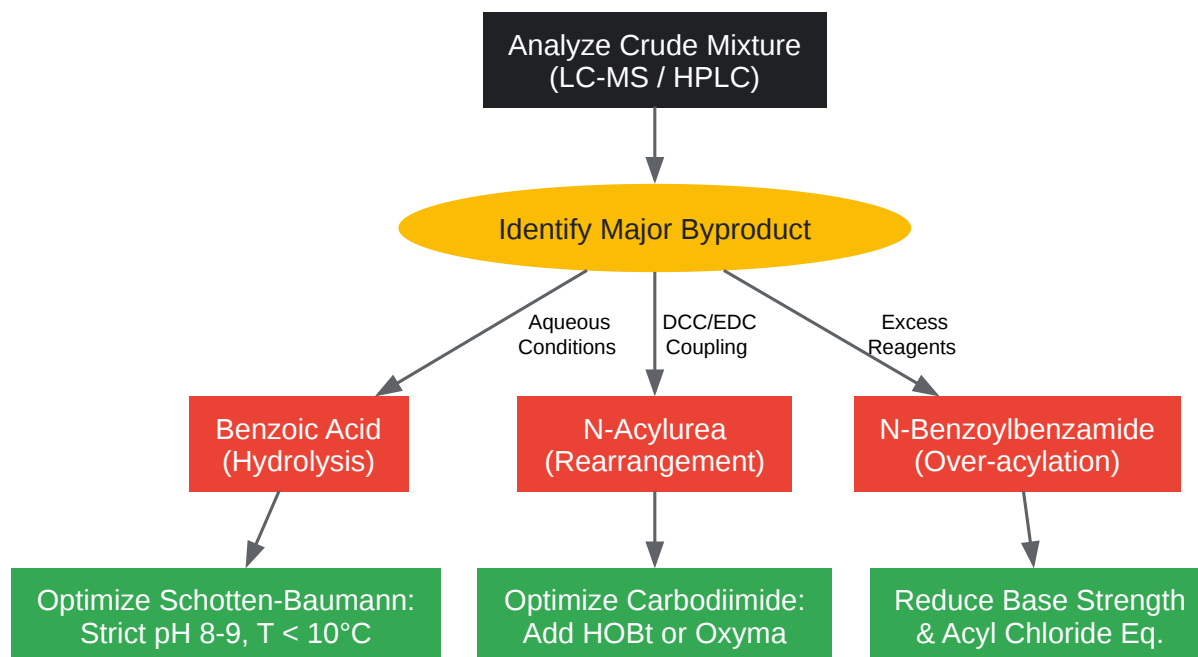 Analyze Crude Mixture
(LC-MS / HPLC)
Identify Major Byproduct
Aqueous
Conditions
DCC/EDC
Coupling
Excess
Reagents
Benzoic Acid
(Hydrolysis)
N-Acylurea
(Rearrangement)
N-Benzoylbenzamide
(Over-acylation)
Optimize Schotten-Baumann:
Strict pH 8-9, T < 10°C
Optimize Carbodiimide:
Add HOBt or Oxyma
Reduce Base Strength
& Acyl Chloride Eq.